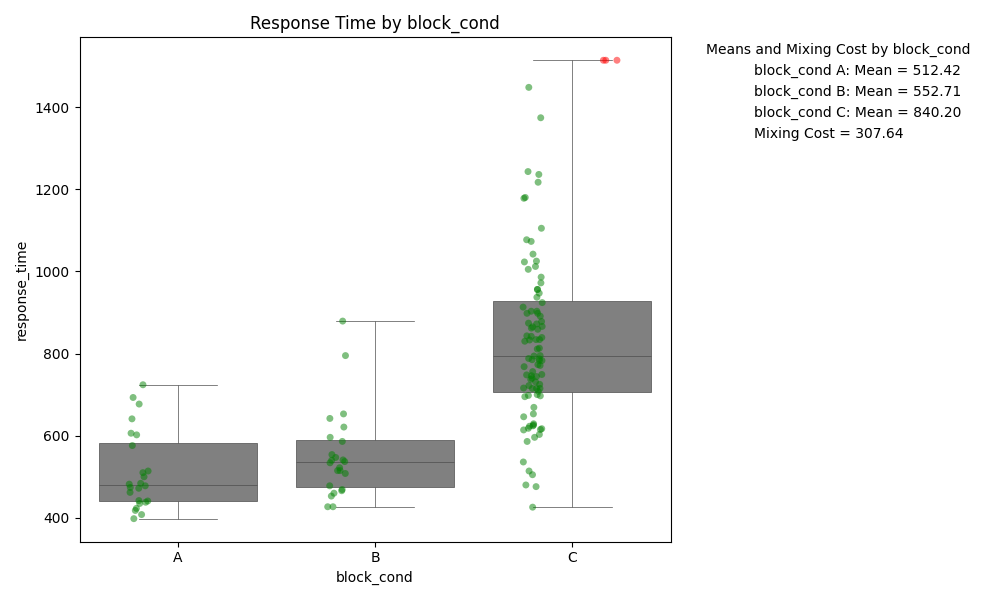 Response Time by block_cond
Means and Mixing Cost by block_cond
block_cond A: Mean = 512.42
block_cond B: Mean = 552.71
block_cond C: Mean = 840.20
Mixing Cost = 307.64
response_time
1400
1200
1000
800
600
400
A
B
C
block_cond